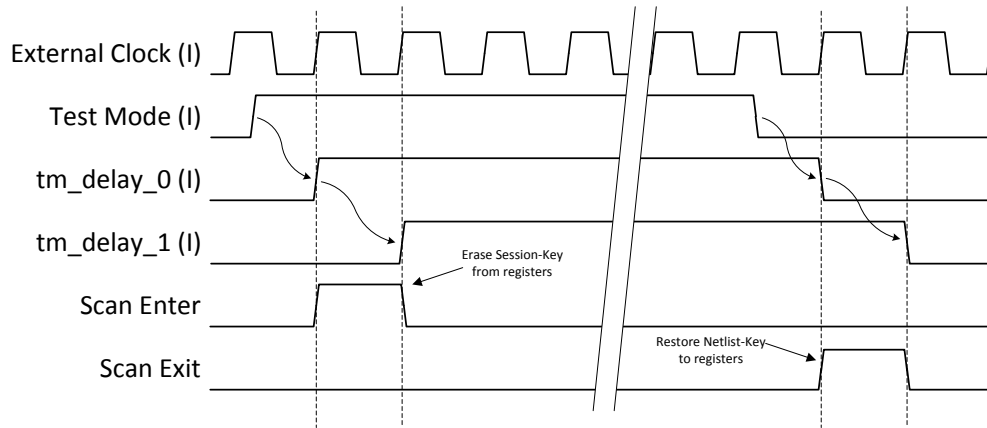 External Clock (I)
Test Mode (I)
tm_delay_0 (I)
tm_delay_1 (I)
Erase Session-Key
from registers
Scan Enter
Restore Netlist-Key
to registers
Scan Exit